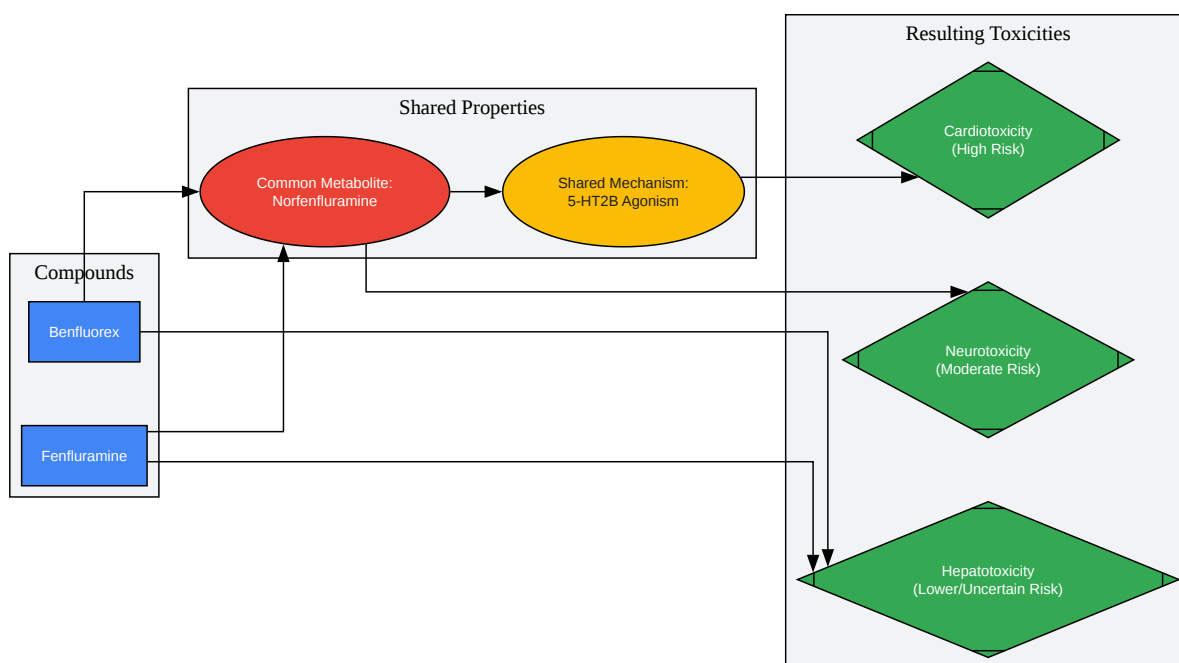 Compounds
Benfluorex
Fenfluramine
Shared Properties
Common Metabolite:
Norfenfluramine
Shared Mechanism:
5-HT2B Agonism
Resulting Toxicities
Cardiotoxicity
(High Risk)
Neurotoxicity
(Moderate Risk)
Hepatotoxicity
(Lower/Uncertain Risk)